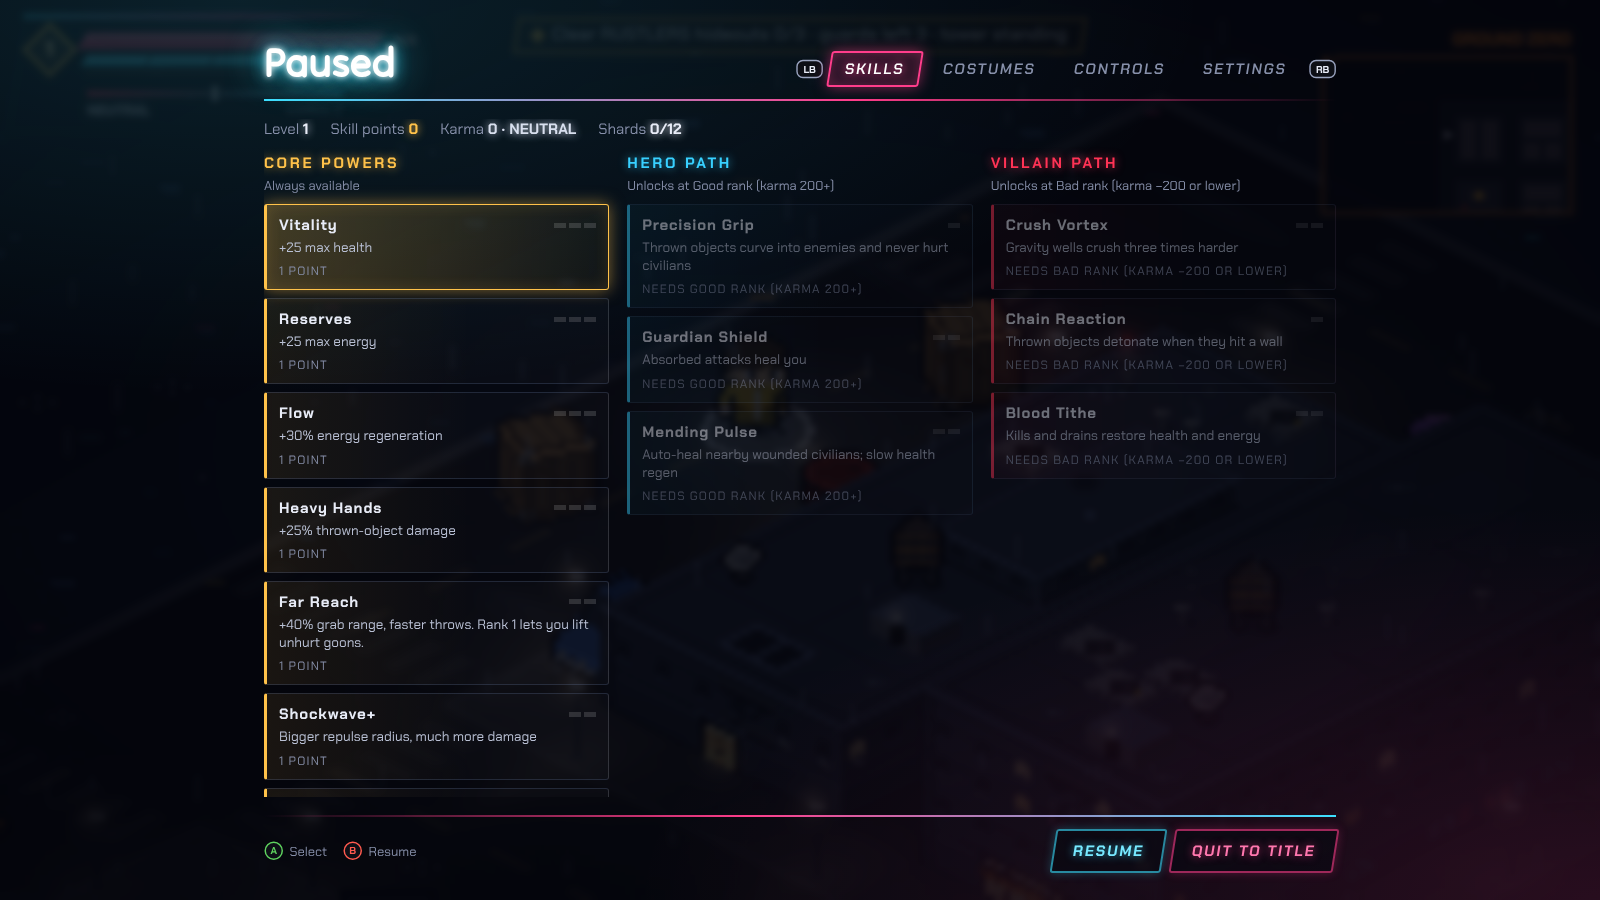 Paused
LB SKILLS COSTUMES CONTROLS SETTINGS RB
Level 1 Skill points 0 Karma 0 · NEUTRAL Shards 0/12
CORE POWERS
Always available
Vitality
+25 max health
1 POINT
Reserves
+25 max energy
1 POINT
Flow
+30% energy regeneration
1 POINT
Heavy Hands
+25% thrown-object damage
1 POINT
Far Reach
+40% grab range, faster throws. Rank 1 lets you lift
unhurt goons.
1 POINT
Shockwave+
Bigger repulse radius, much more damage
1 POINT
HERO PATH
Unlocks at Good rank (karma 200+)
Precision Grip
Thrown objects curve into enemies and never hurt
civilians
NEEDS GOOD RANK (KARMA 200+)
Guardian Shield
Absorbed attacks heal you
NEEDS GOOD RANK (KARMA 200+)
Mending Pulse
Auto-heal nearby wounded civilians; slow health
regen
NEEDS GOOD RANK (KARMA 200+)
VILLAIN PATH
Unlocks at Bad rank (karma −200 or lower)
Crush Vortex
Gravity wells crush three times harder
NEEDS BAD RANK (KARMA −200 OR LOWER)
Chain Reaction
Thrown objects detonate when they hit a wall
NEEDS BAD RANK (KARMA −200 OR LOWER)
Blood Tithe
Kills and drains restore health and energy
NEEDS BAD RANK (KARMA −200 OR LOWER)
A Select B Resume
RESUME QUIT TO TITLE